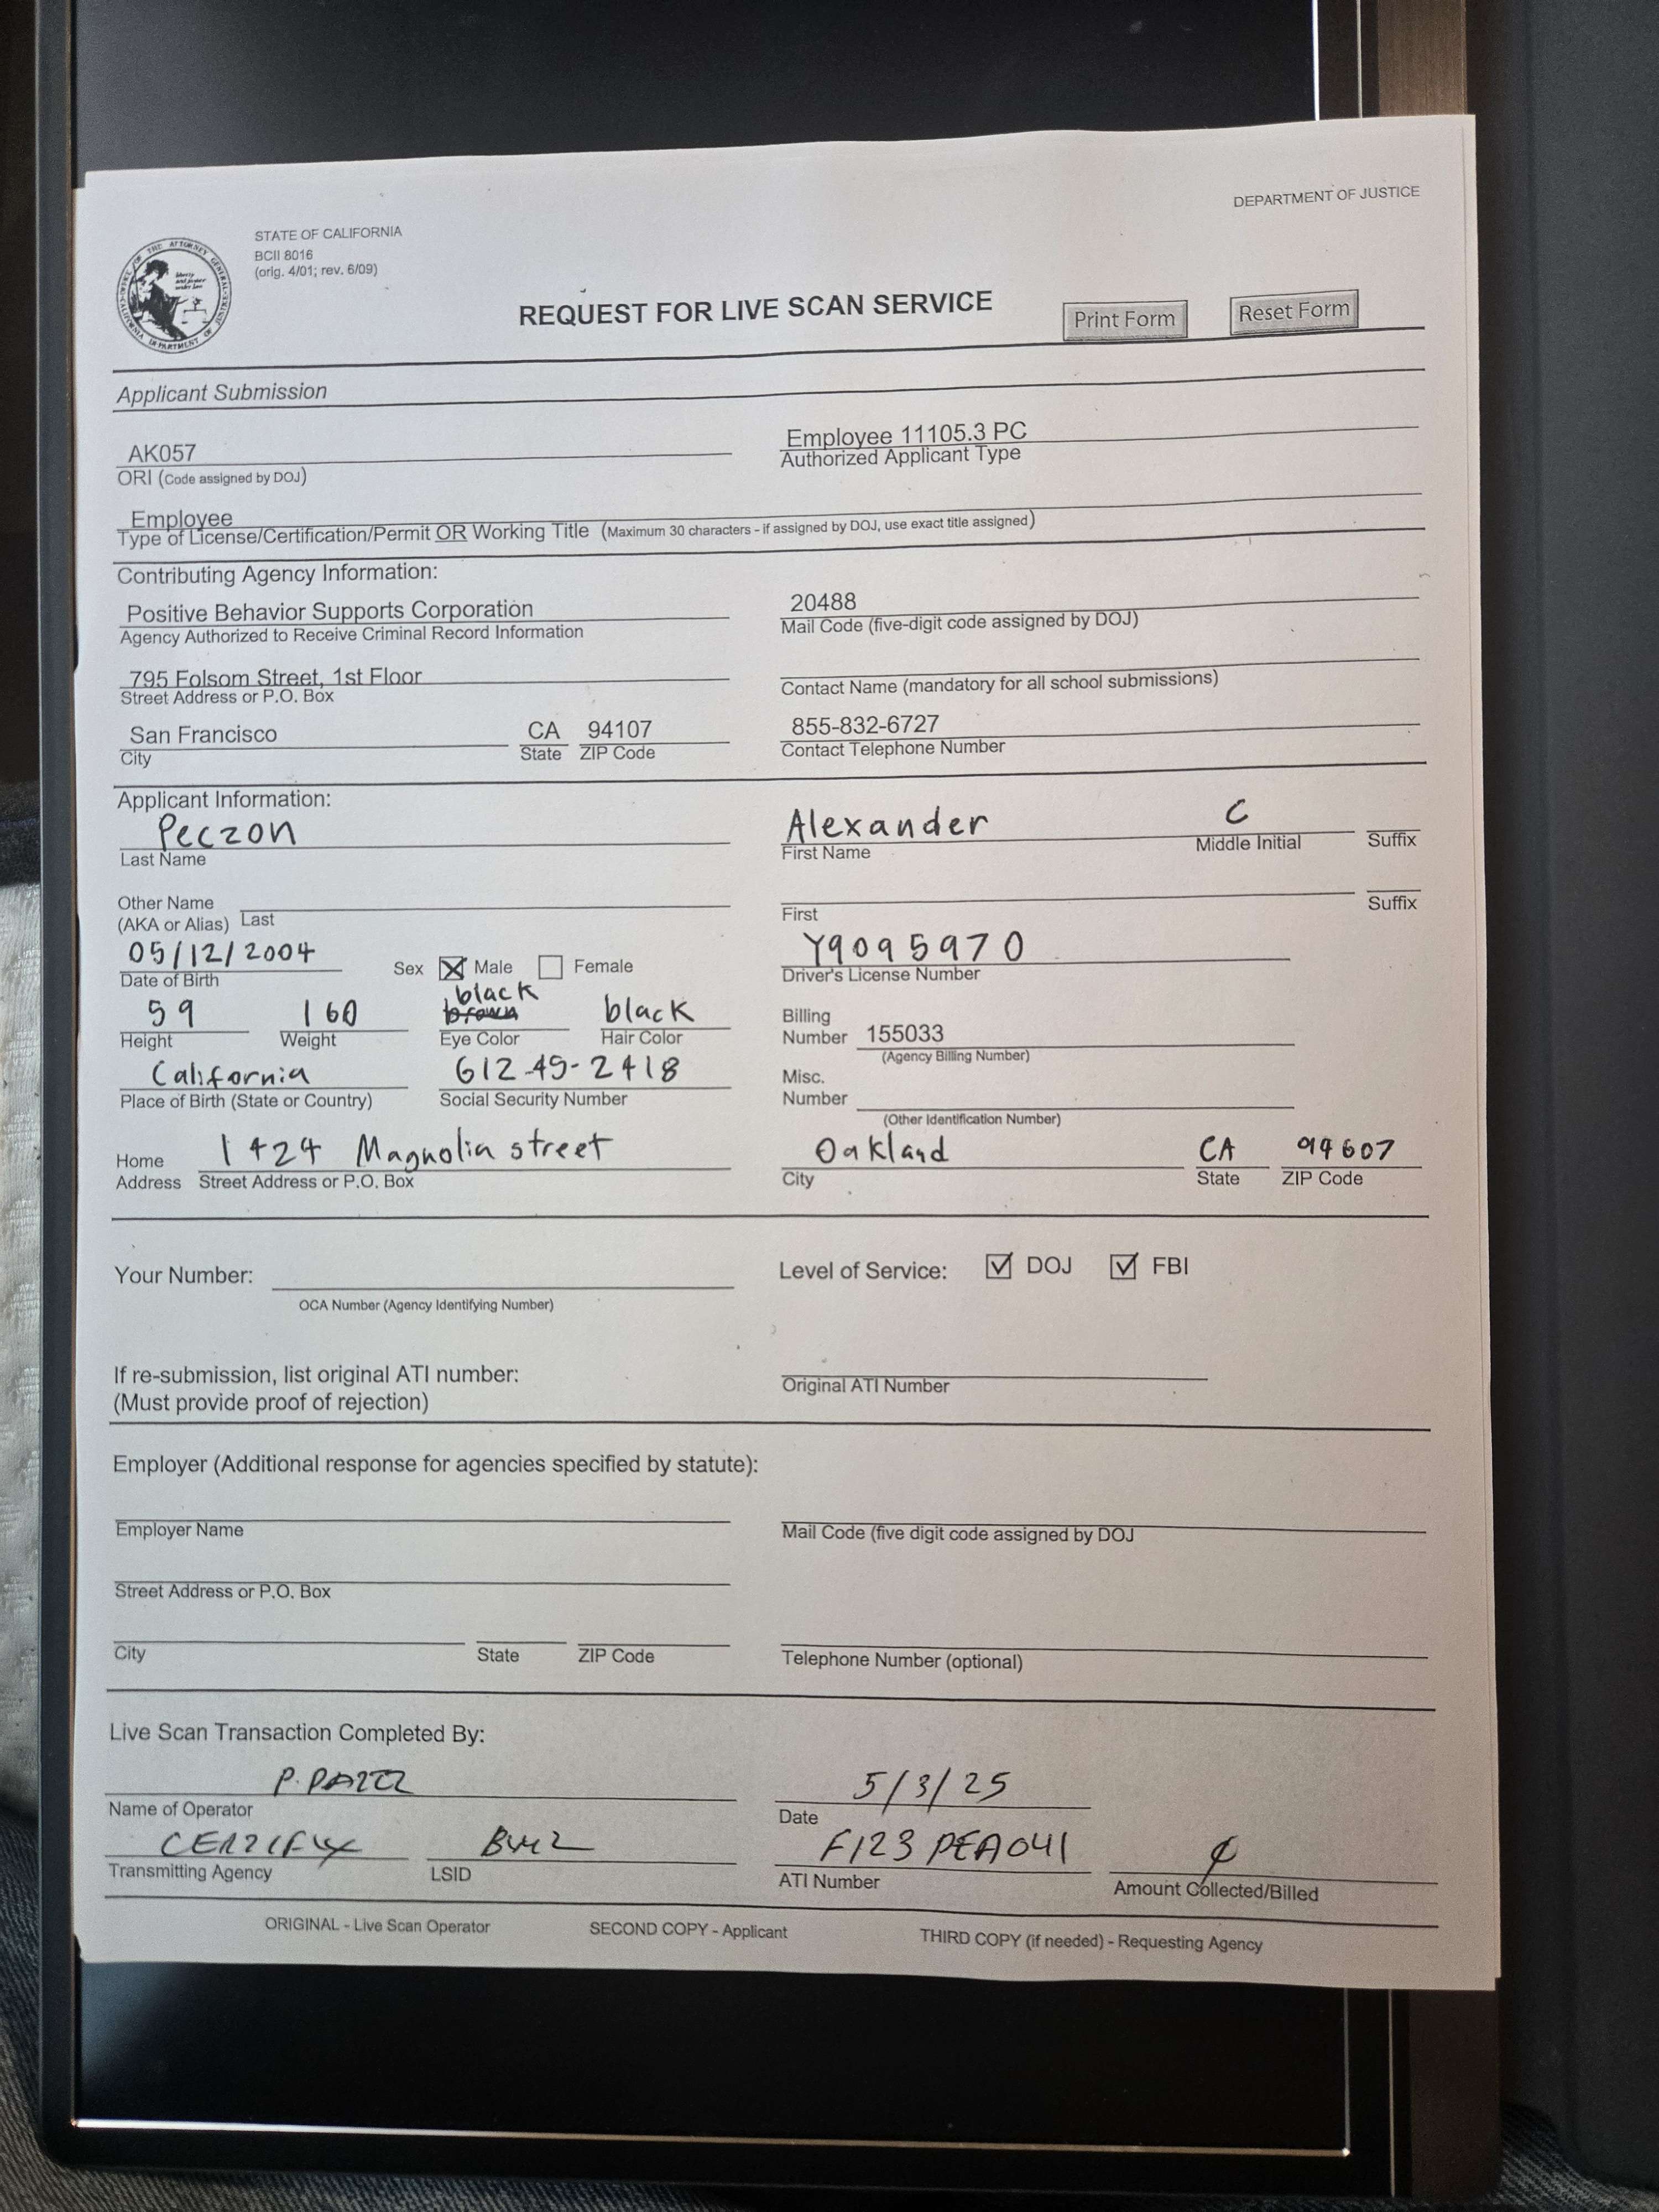 DEPARTMENT OF JUSTICE
STATE OF CALIFORNIA
BCII 8016
(orig. 4/01; rev. 6/09)
REQUEST FOR LIVE SCAN SERVICE
Print Form Reset Form
Applicant Submission
AK057 Employee 11105.3 PC
ORI (Code assigned by DOJ) Authorized Applicant Type
Employee
Type of License/Certification/Permit OR Working Title (Maximum 30 characters - if assigned by DOJ, use exact title assigned)
Contributing Agency Information:
Positive Behavior Supports Corporation 20488
Agency Authorized to Receive Criminal Record Information Mail Code (five-digit code assigned by DOJ)
795 Folsom Street, 1st Floor
Street Address or P.O. Box Contact Name (mandatory for all school submissions)
San Francisco CA 94107 855-832-6727
City State ZIP Code Contact Telephone Number
Applicant Information:
Peczon Alexander C
Last Name First Name Middle Initial Suffix
Other Name
(AKA or Alias) Last First Suffix
05/12/2004 Sex Male Female Y9095970
Date of Birth Driver's License Number
black
59 160 brown black Billing
Height Weight Eye Color Hair Color Number 155033
(Agency Billing Number)
California Misc.
Place of Birth (State or Country) Social Security Number Number
(Other Identification Number)
Home 1424 Magnolia street Oakland CA 94607
Address Street Address or P.O. Box City State ZIP Code
Your Number: Level of Service: DOJ FBI
OCA Number (Agency Identifying Number)
If re-submission, list original ATI number:
(Must provide proof of rejection) Original ATI Number
Employer (Additional response for agencies specified by statute):
Employer Name Mail Code (five digit code assigned by DOJ
Street Address or P.O. Box
City State ZIP Code Telephone Number (optional)
Live Scan Transaction Completed By:
P. 5/3/25
Name of Operator Date
F123PEA041
Transmitting Agency LSID ATI Number Amount Collected/Billed
ORIGINAL - Live Scan Operator SECOND COPY - Applicant THIRD COPY (if needed) - Requesting Agency